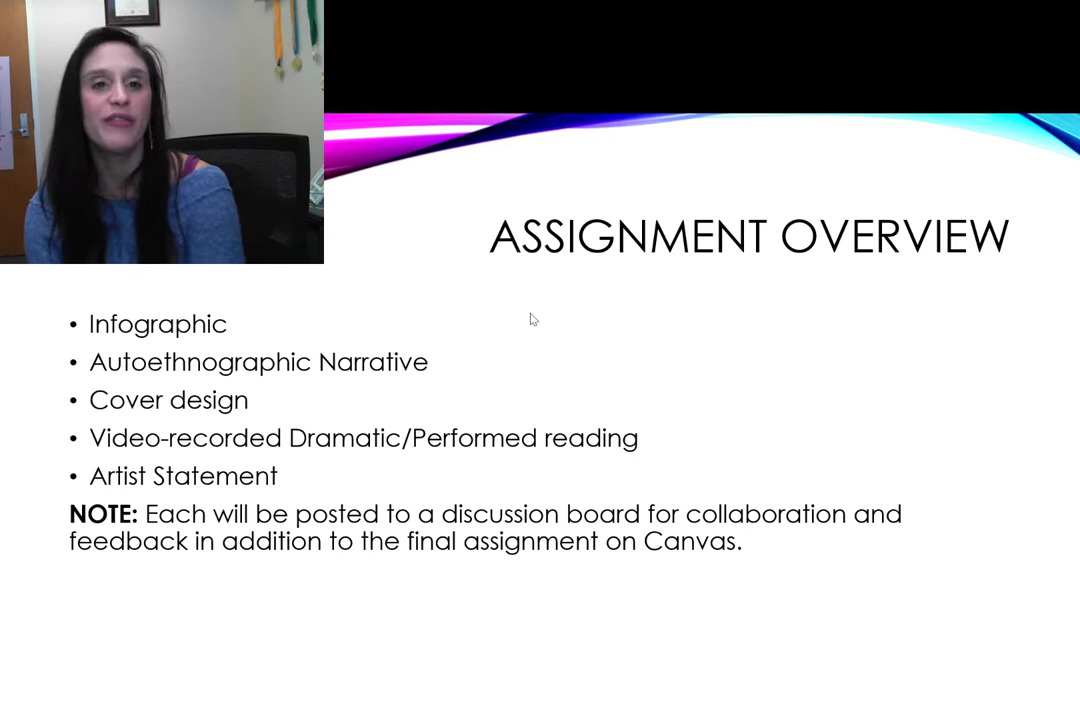 ASSIGNMENT OVERVIEW
• Infographic
• Autoethnographic Narrative
• Cover design
• Video-recorded Dramatic/Performed reading
• Artist Statement
NOTE: Each will be posted to a discussion board for collaboration and
feedback in addition to the final assignment on Canvas.